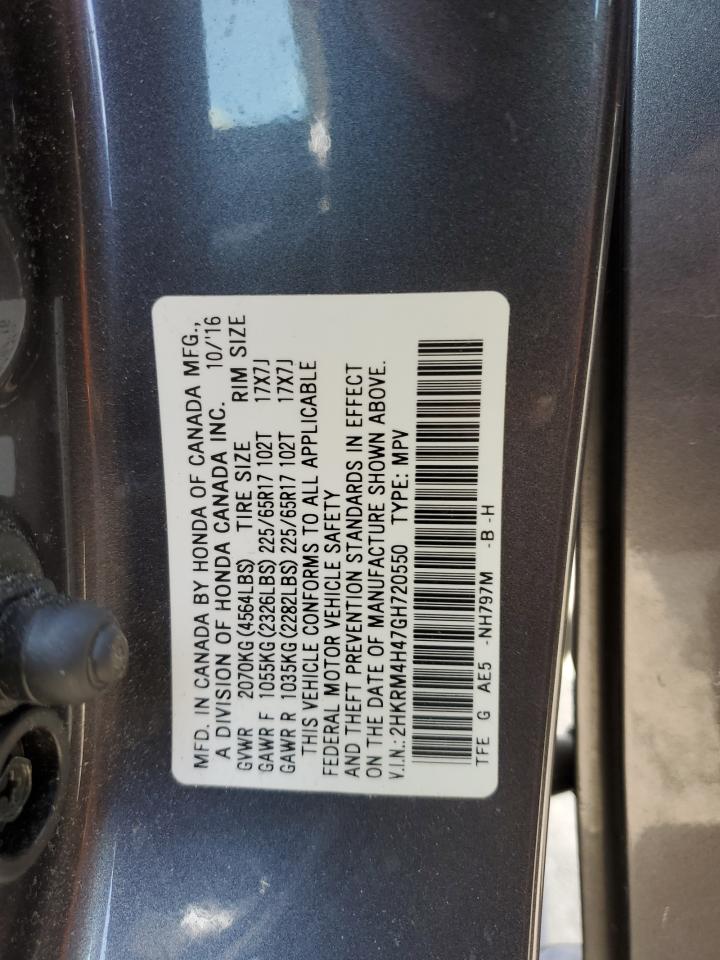 MFD. IN CANADA BY HONDA OF CANADA MFG.,
A DIVISION OF HONDA CANADA INC. 10/'16
GVWR 2070KG (4564LBS) TIRE SIZE RIM SIZE
GAWR F 1055KG (2326LBS) 225/65R17 102T 17X7J
GAWR R 1035KG (2282LBS) 225/65R17 102T 17X7J
THIS VEHICLE CONFORMS TO ALL APPLICABLE
FEDERAL MOTOR VEHICLE SAFETY
AND THEFT PREVENTION STANDARDS IN EFFECT
ON THE DATE OF MANUFACTURE SHOWN ABOVE.
V.I.N.: 2HKRM4H47GH720550 TYPE: MPV
TFE G AE5 -NH797M -B -H